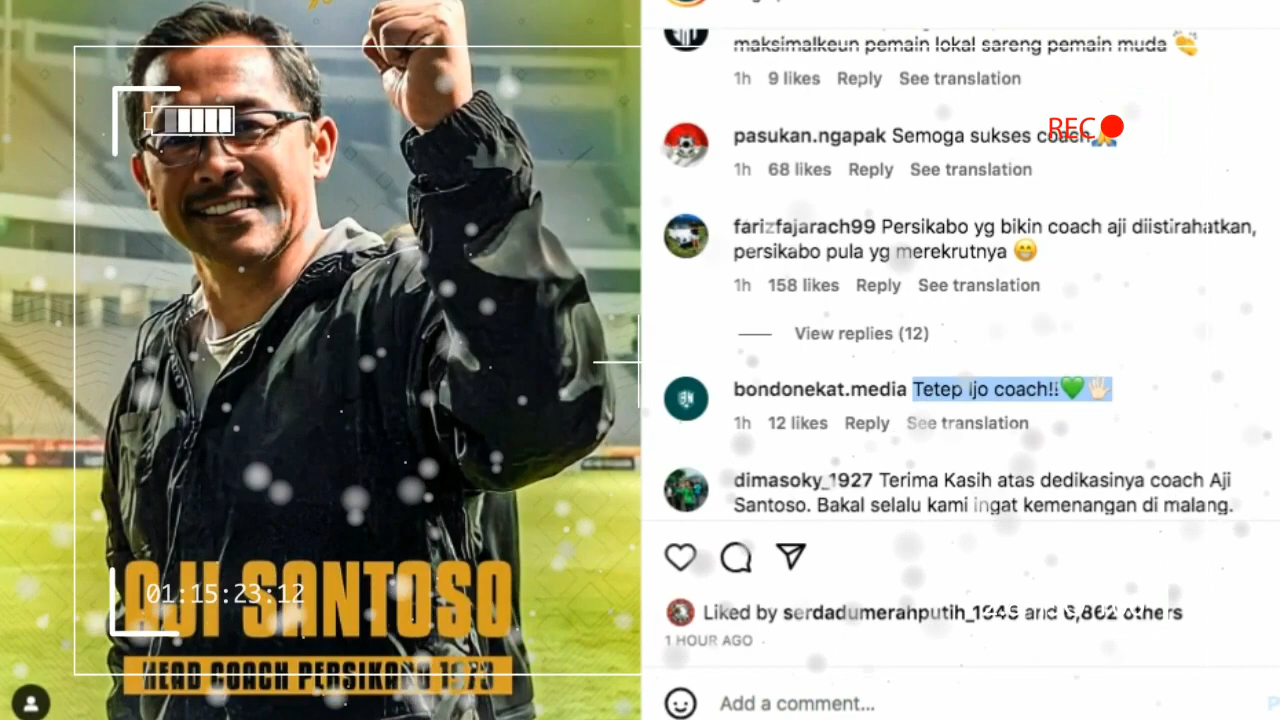 AJI SANTOSO
01:15:23:12
HEAD COACH PERSIKABO 1973
maksimalkeun pemain lokal sareng pemain muda 👏
1h 9 likes Reply See translation
REC
pasukan.ngapak Semoga sukses coach🙏
1h 68 likes Reply See translation
farizfajarach99 Persikabo yg bikin coach aji diistirahatkan,
persikabo pula yg merekrutnya 😁
1h 158 likes Reply See translation
View replies (12)
bondonekat.media Tetep Ijo coach!!💚🖐🏻
1h 12 likes Reply See translation
dimasoky_1927 Terima Kasih atas dedikasinya coach Aji
Santoso. Bakal selalu kami ingat kemenangan di malang.
Liked by and others
1 HOUR AGO
Add a comment...